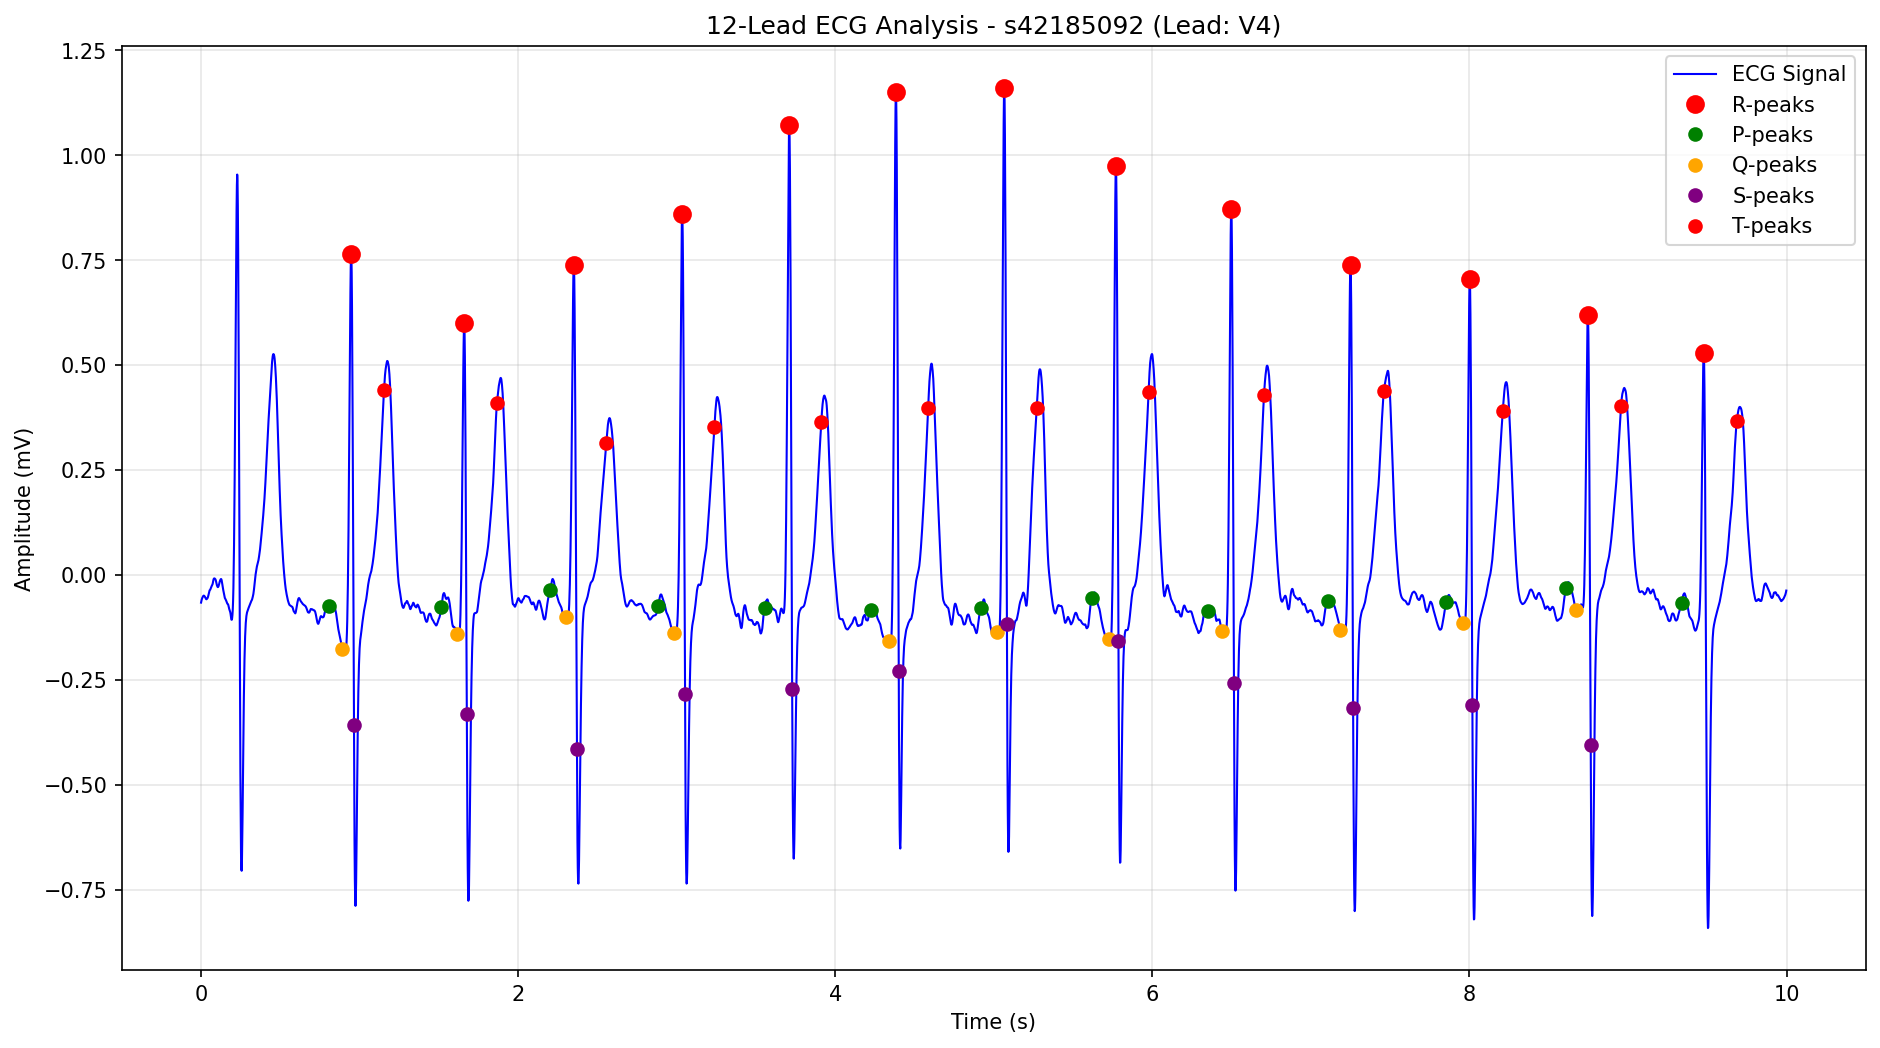 12-Lead ECG Analysis - s42185092 (Lead: V4)
ECG Signal
R-peaks
P-peaks
Q-peaks
S-peaks
T-peaks
1.25
1.00
0.75
0.50
0.25
0.00
−0.25
−0.50
−0.75
Amplitude (mV)
0 2 4 6 8 10
Time (s)